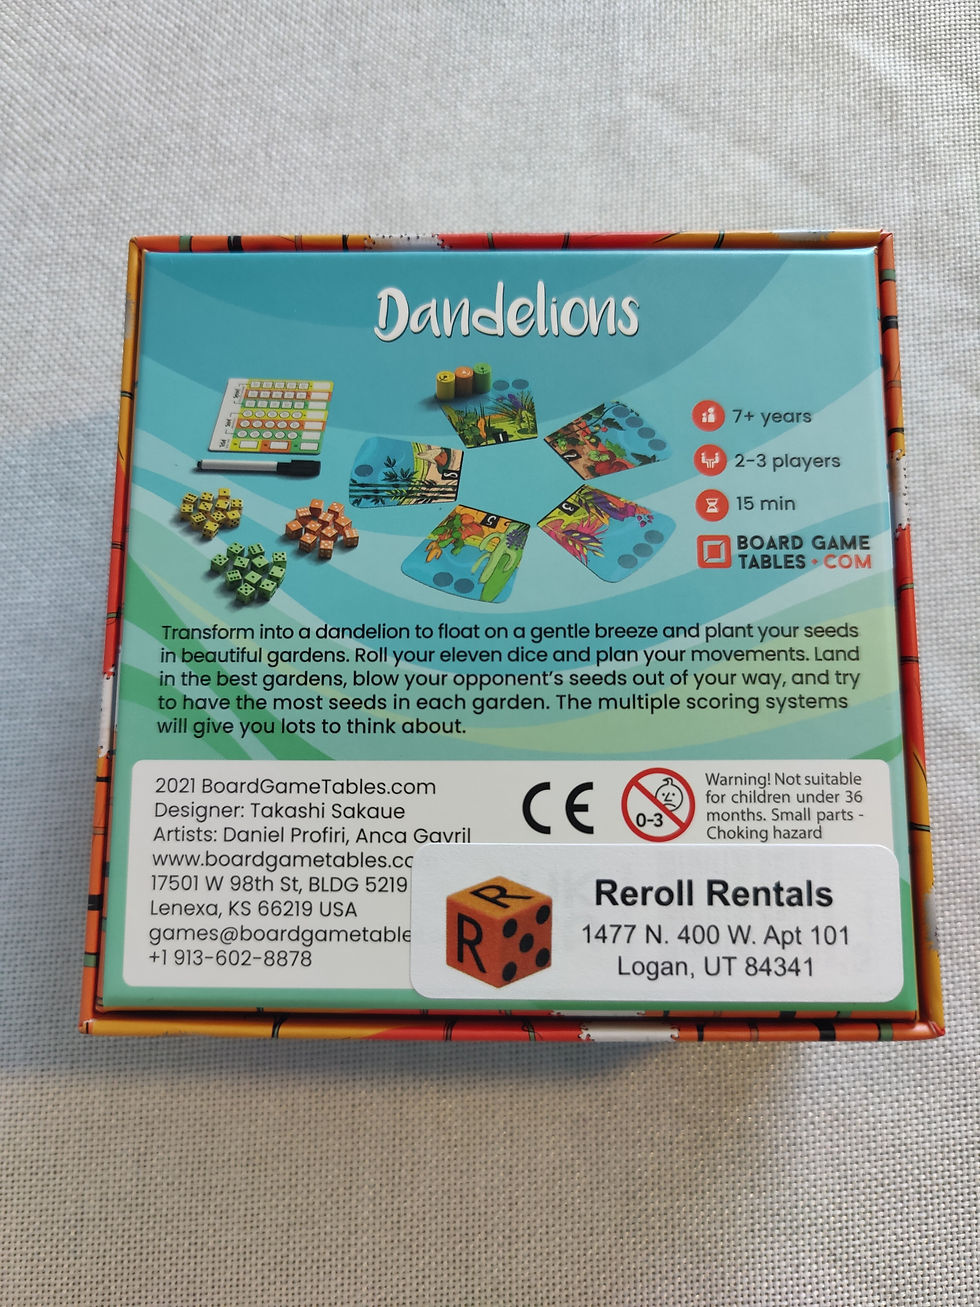 Dandelions
7+ years
2-3 players
15 min
BOARD GAME
TABLES • COM
Transform into a dandelion to float on a gentle breeze and plant your seeds
in beautiful gardens. Roll your eleven dice and plan your movements. Land
in the best gardens, blow your opponent's seeds out of your way, and try
to have the most seeds in each garden. The multiple scoring systems
will give you lots to think about.
2021 BoardGameTables.com
Designer: Takashi Sakaue
Artists: Daniel Profiri, Anca Gavril
www.boardgametables.co
17501 W 98th St, BLDG 5219
Lenexa, KS 66219 USA
games@boardgametable
+1 913-602-8878
CE
0-3
Warning! Not suitable
for children under 36
months. Small parts -
Choking hazard
R
R
Reroll Rentals
1477 N. 400 W. Apt 101
Logan, UT 84341